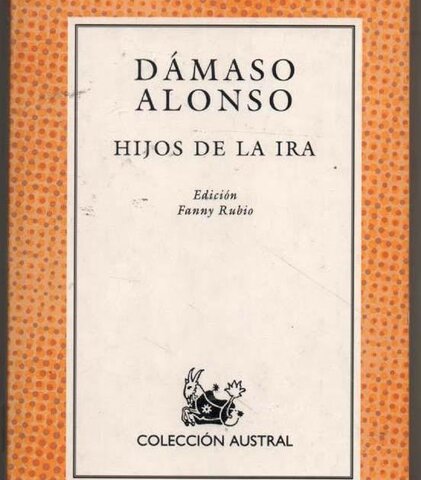 DÁMASO
ALONSO
HIJOS DE LA IRA
Edición
Fanny Rubio
COLECCIÓN AUSTRAL